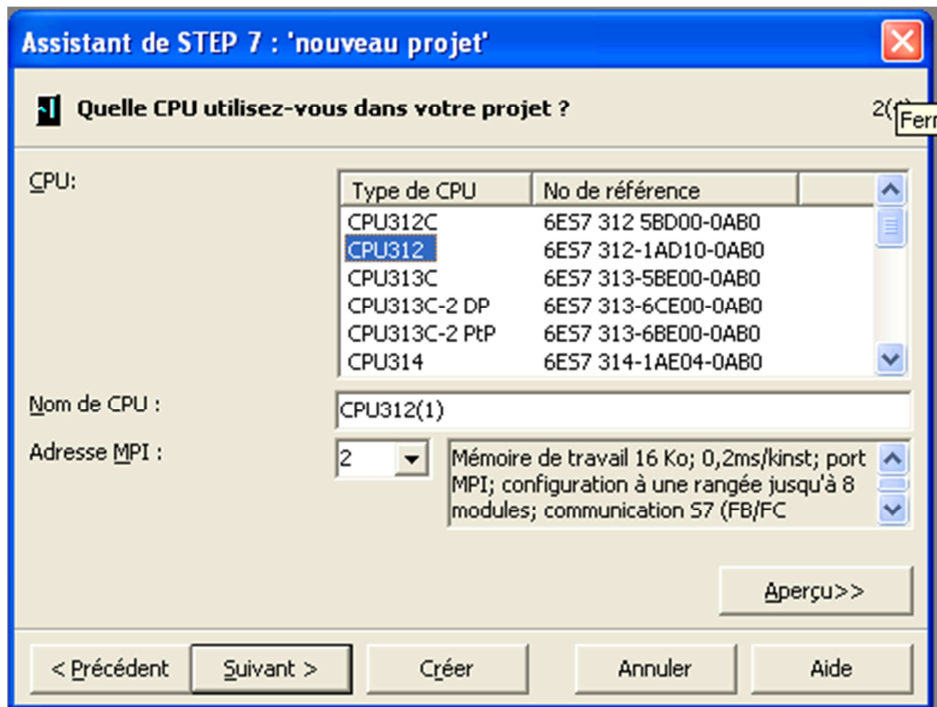 Assistant de STEP 7 : 'nouveau projet'
Quelle CPU utilisez-vous dans votre projet ?
CPU:
Type de CPU No de référence
CPU312C 6ES7 312 5BD00-0AB0
CPU312 6ES7 312-1AD10-0AB0
CPU313C 6ES7 313-5BE00-0AB0
CPU313C-2 DP 6ES7 313-6CE00-0AB0
CPU313C-2 PtP 6ES7 313-6BE00-0AB0
CPU314 6ES7 314-1AE04-0AB0
Nom de CPU :
CPU312(1)
Adresse MPI :
2
Mémoire de travail 16 Ko; 0,2ms/kinst; port
MPI; configuration à une rangée jusqu'à 8
modules; communication S7 (FB/FC
Aperçu>>
< Précédent Suivant > Créer Annuler Aide